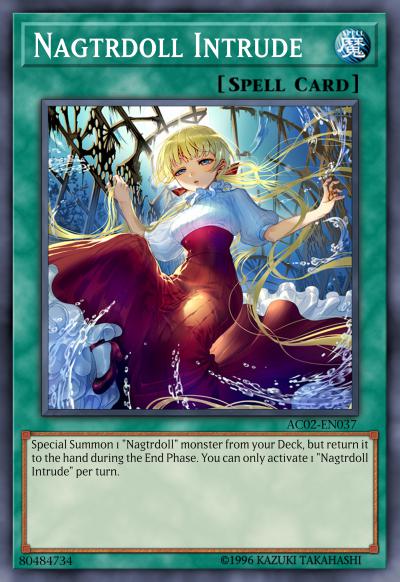 Nagtrdoll Intrude
魔
[Spell Card]
AC02-EN037
Special Summon 1 "Nagtrdoll" monster from your Deck, but return it
to the hand during the End Phase. You can only activate 1 "Nagtrdoll
Intrude" per turn.
80484734
©1996 KAZUKI TAKAHASHI